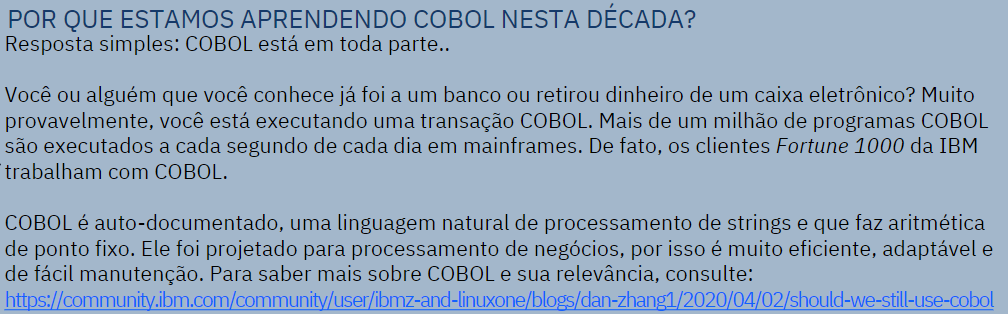 POR QUE ESTAMOS APRENDENDO COBOL NESTA DÉCADA?
Resposta simples: COBOL está em toda parte..
Você ou alguém que você conhece já foi a um banco ou retirou dinheiro de um caixa eletrônico? Muito
provavelmente, você está executando uma transação COBOL. Mais de um milhão de programas COBOL
são executados a cada segundo de cada dia em mainframes. De fato, os clientes Fortune 1000 da IBM
trabalham com COBOL.
COBOL é auto-documentado, uma linguagem natural de processamento de strings e que faz aritmética
de ponto fixo. Ele foi projetado para processamento de negócios, por isso é muito eficiente, adaptável e
de fácil manutenção. Para saber mais sobre COBOL e sua relevância, consulte:
https://community.ibm.com/community/user/ibmz-and-linuxone/blogs/dan-zhang1/2020/04/02/should-we-still-use-cobol